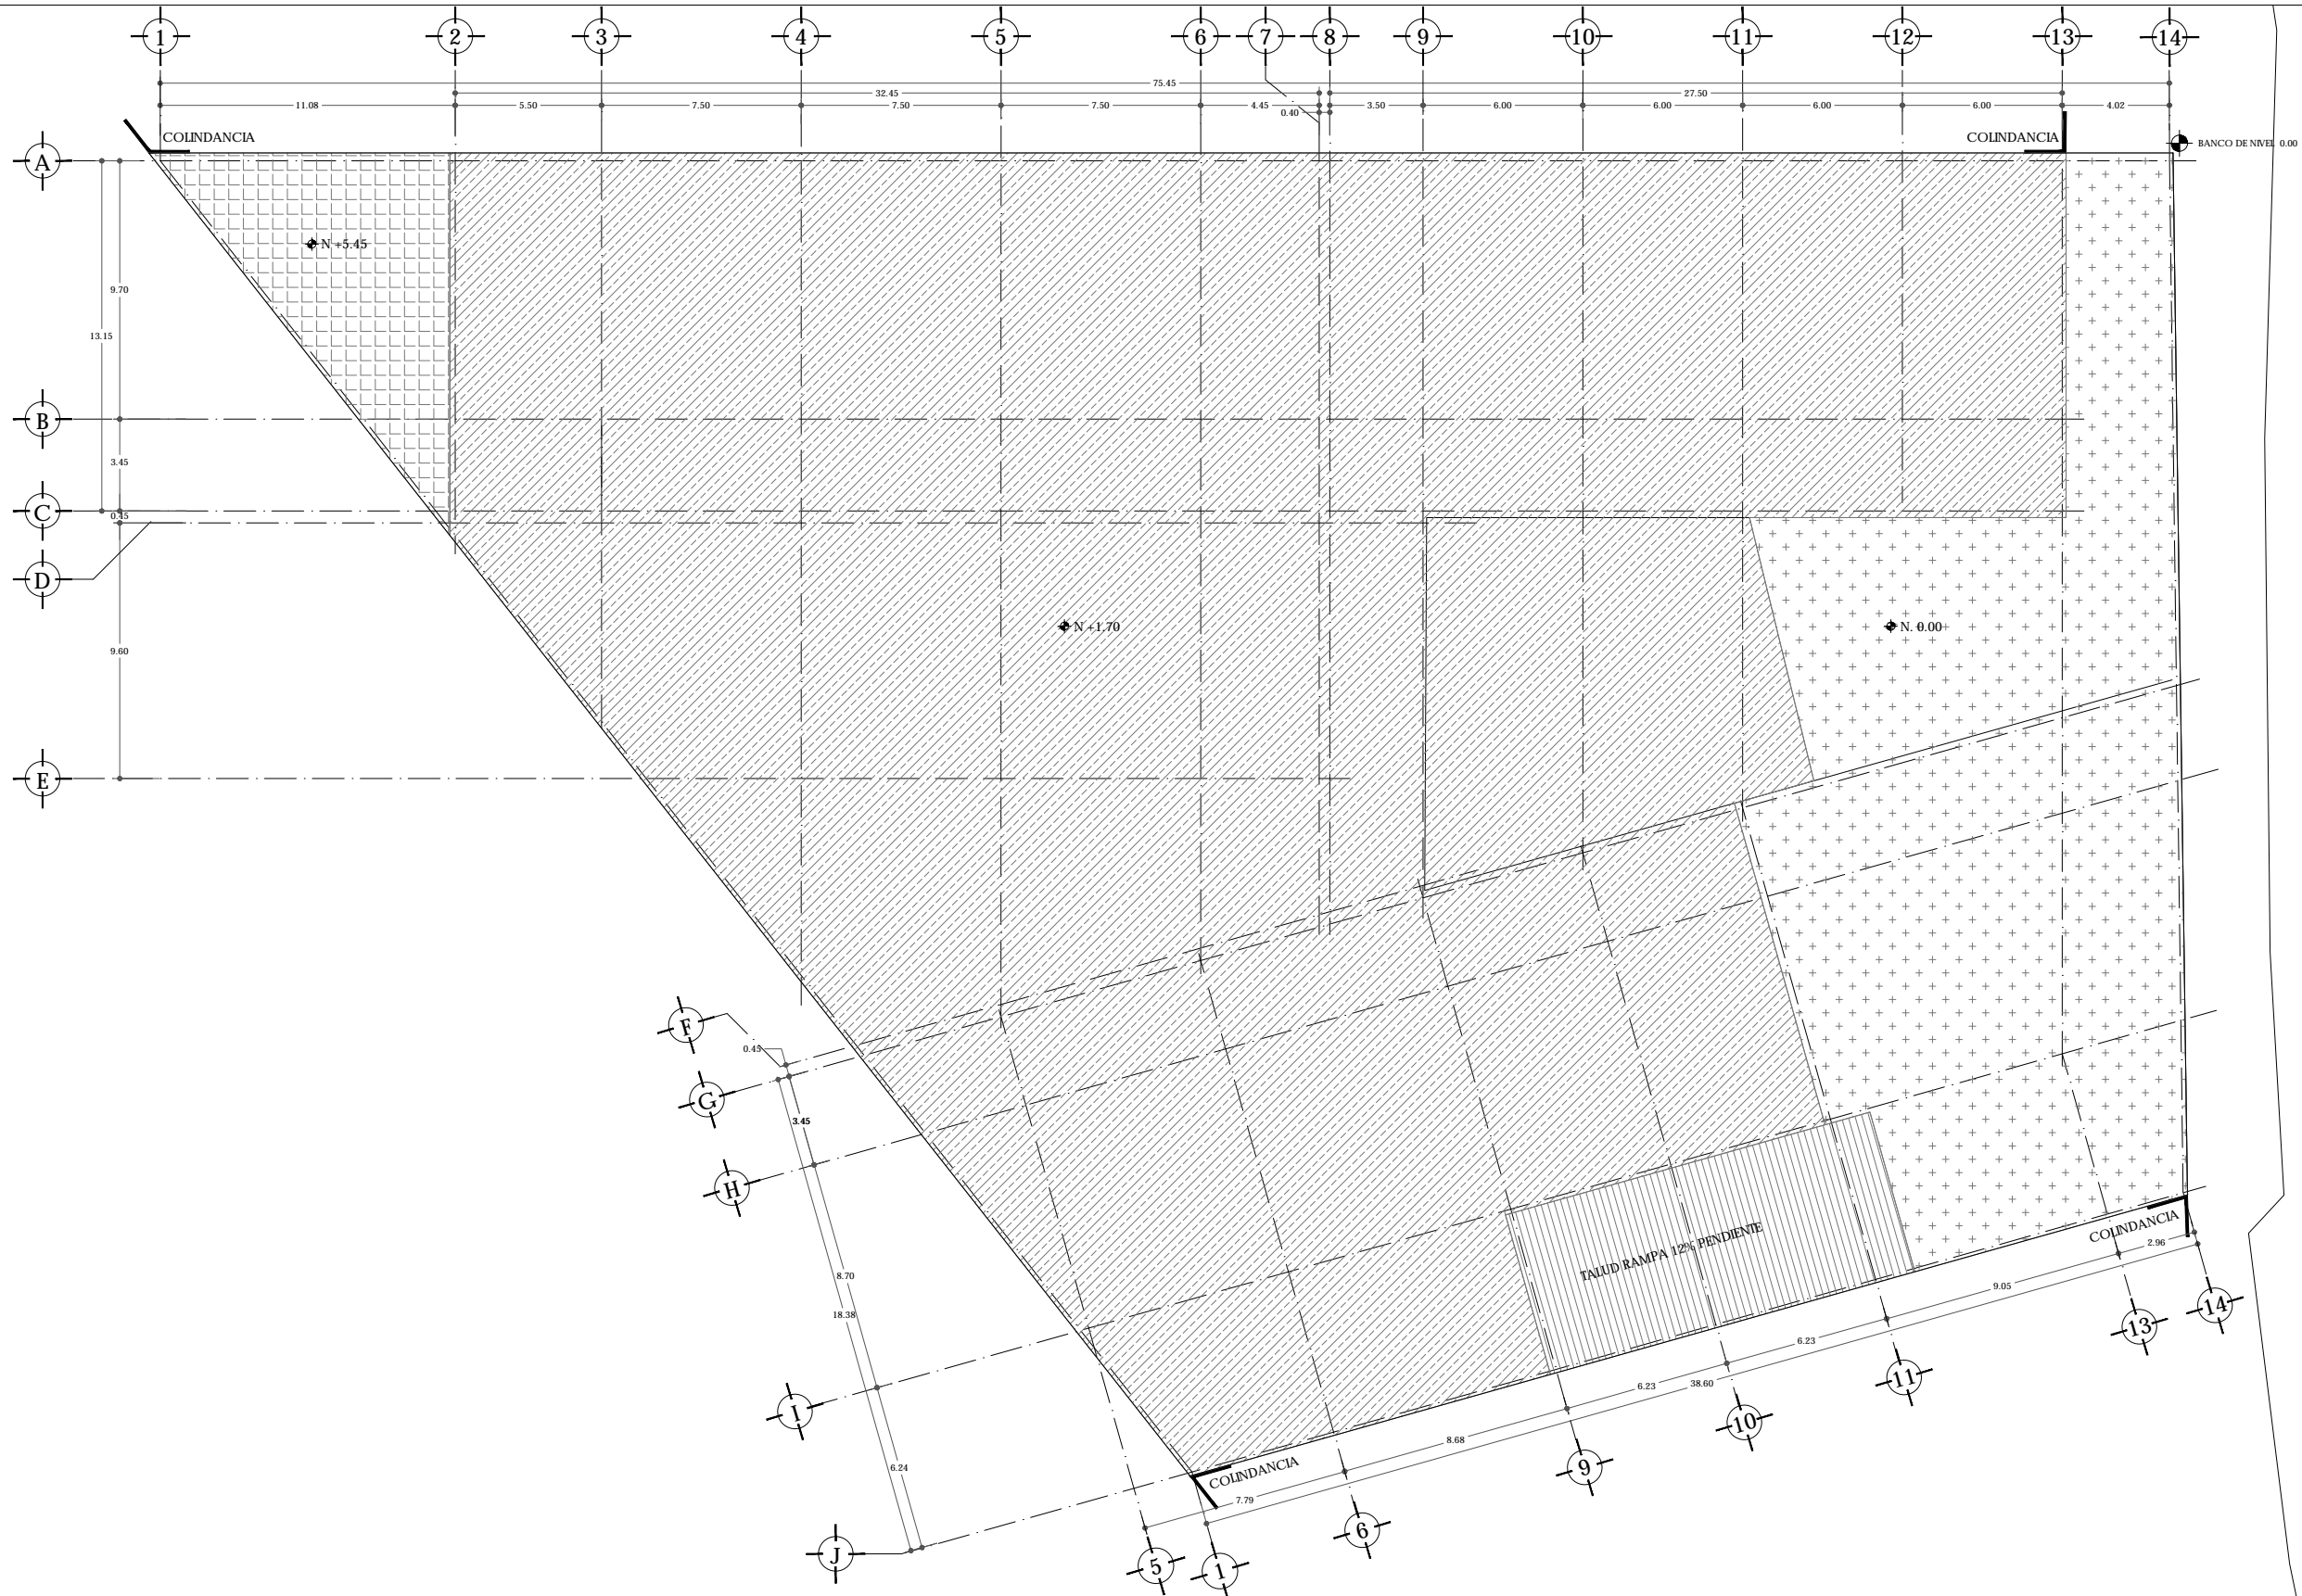 1 2 3 4 5 6 7 8 9 10 11 12 13 14
75.45
32.45 27.50
11.08 5.50 7.50 7.50 7.50 4.45 3.50 6.00 6.00 6.00 6.00 4.02
0.40
COLINDANCIA COLINDANCIA
BANCO DE NIVEL 0.00
A
N +5.45
9.70
13.15
B
3.45
C
0.45
D
N +1.70
N. 0.00
9.60
E
F
0.45
G
3.45
H
COLINDANCIA
2.96
TALUD RAMPA 12% PENDIENTE
8.70
9.05
14
18.38
13
6.23
11
6.23
38.60
I
10
8.68
6.24
9
COLINDANCIA
7.79
6
J
5
1